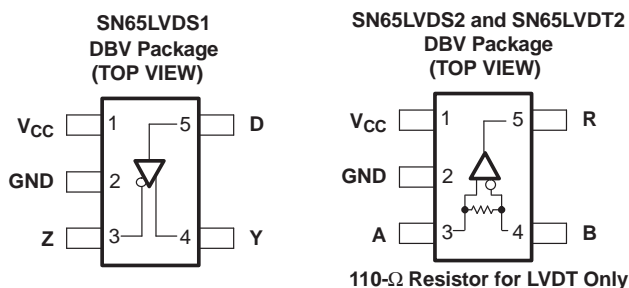 SN65LVDS1
DBV Package
(TOP VIEW)
VCC 1 5 D
GND 2
Z 3 4 Y
SN65LVDS2 and SN65LVDT2
DBV Package
(TOP VIEW)
VCC 1 5 R
GND 2
A 3 4 B
110-Ω Resistor for LVDT Only